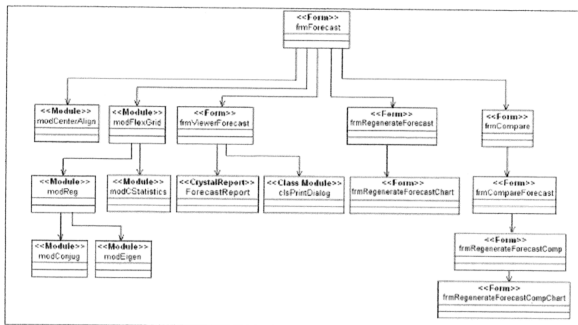 <<Form>>
frmForecast
<<Module>>
modCenterAlign
<<Module>>
modFlexGrid
<<Form>>
frmViewerForecast
<<Form>>
frmRegenerateForecast
<<Form>>
frmCompare
<<Module>>
modReg
<<Module>>
modCStatistics
<<CrystalReport>>
ForecastReport
<<Class Module>>
clsPrintDialog
<<Form>>
frmRegenerateForecastChart
<<Form>>
frmCompareForecast
<<Module>>
modConjug
<<Module>>
modEigen
<<Form>>
frmRegenerateForecastComp
<<Form>>
frmRegenerateForecastCompChart